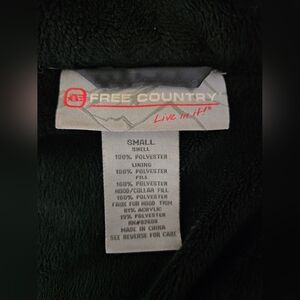 FREE COUNTRY
Live in it!
SMALL
SHELL
100% POLYESTER
LINING
100% POLYESTER
FILL
100% POLYESTER
HOOD/COLLAR FILL
100% POLYESTER
FAUX FUR HOOD TRIM
81% ACRYLIC
19% POLYESTER
MADE IN CHINA
SEE REVERSE FOR CARE